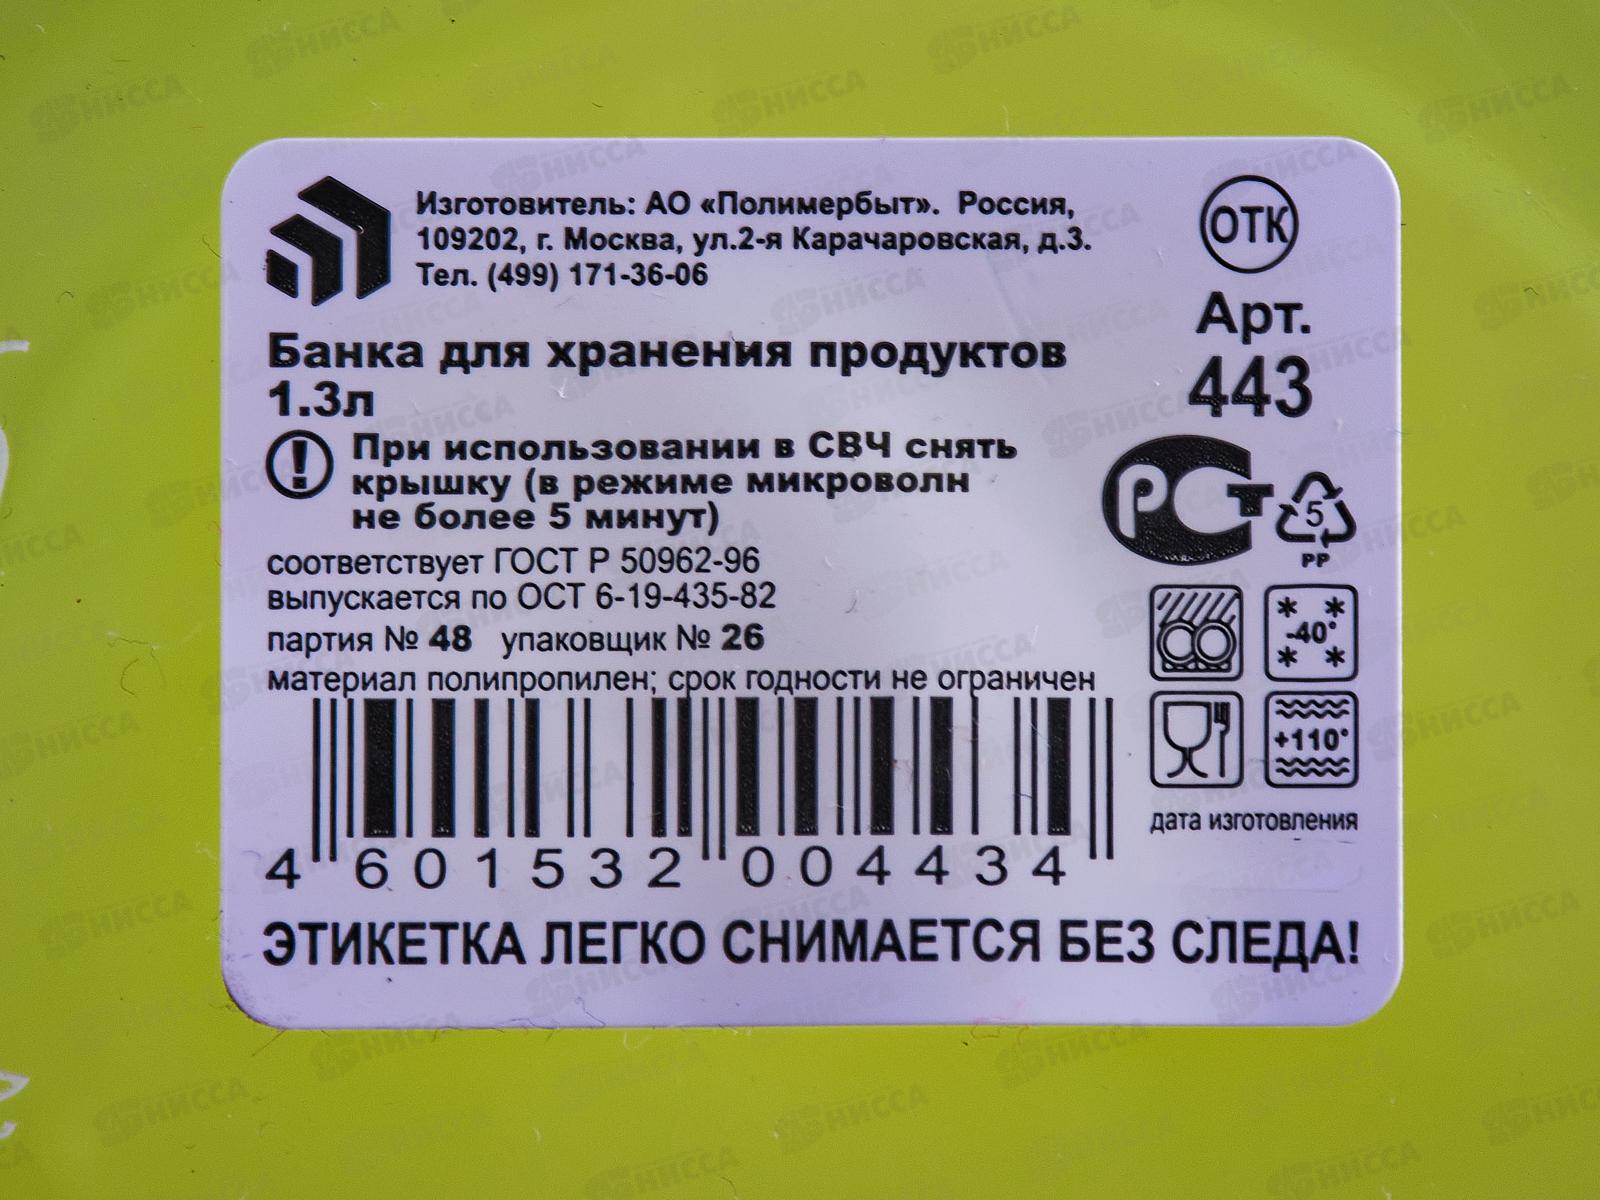 Изготовитель: АО «Полимербыт». Россия,
109202, г. Москва, ул.2-я Карачаровская, д.3.
Тел. (499) 171-36-06
ОТК
Арт.
443
Банка для хранения продуктов
1.3л
При использовании в СВЧ снять
крышку (в режиме микроволн
не более 5 минут)
РСТ
5
PP
соответствует ГОСТ Р 50962-96
выпускается по ОСТ 6-19-435-82
партия № 48 упаковщик № 26
материал полипропилен; срок годности не ограничен
-40°
+110°
дата изготовления
4 601532 004434
ЭТИКЕТКА ЛЕГКО СНИМАЕТСЯ БЕЗ СЛЕДА!
НИССА